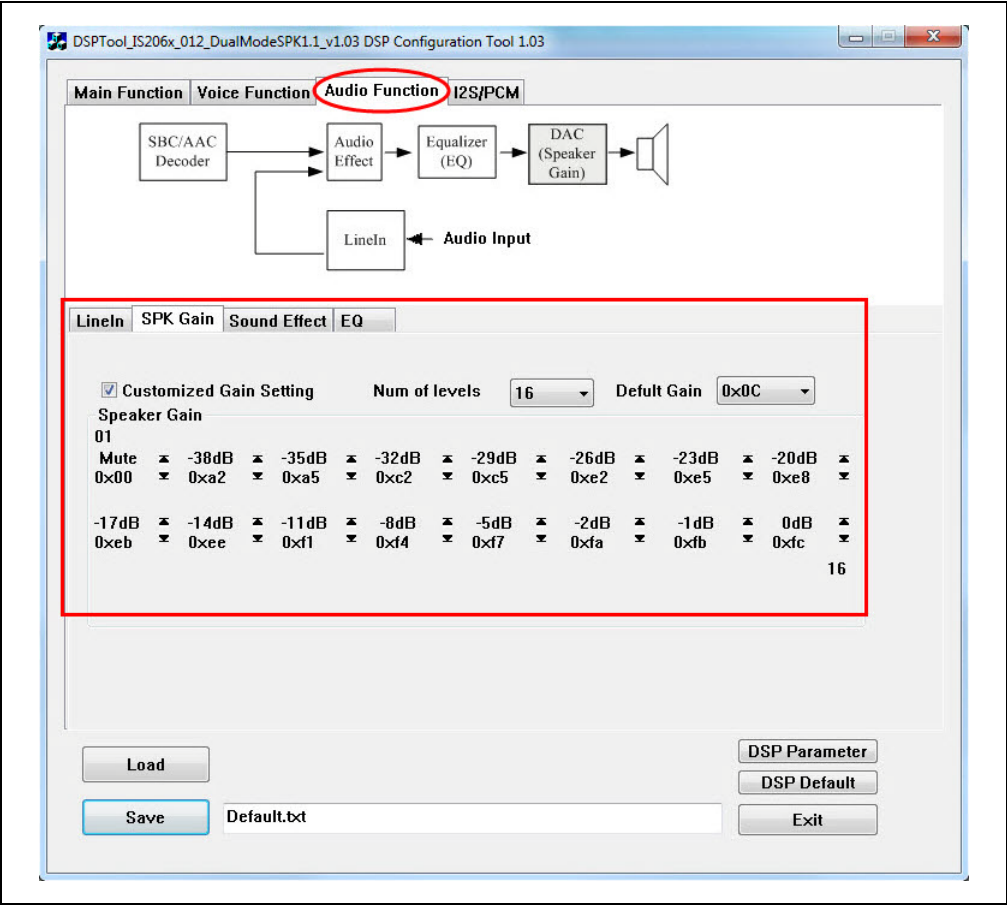 DSPTool_IS206x_012_DualModeSPK1.1_v1.03 DSP Configuration Tool 1.03
Main Function Voice Function Audio Function I2S/PCM
SBC/AAC
Decoder
Audio
Effect
Equalizer
(EQ)
DAC
(Speaker
Gain)
LineIn
Audio Input
LineIn SPK Gain Sound Effect EQ
Customized Gain Setting Num of levels 16 Defult Gain 0x0C
Speaker Gain
01
Mute -38dB -35dB -32dB -29dB -26dB -23dB -20dB
0x00 0xa2 0xa5 0xc2 0xc5 0xe2 0xe5 0xe8
-17dB -14dB -11dB -8dB -5dB -2dB -1dB 0dB
0xeb 0xee 0xf1 0xf4 0xf7 0xfa 0xfb 0xfc
16
Load
DSP Parameter
DSP Default
Save Default.txt Exit